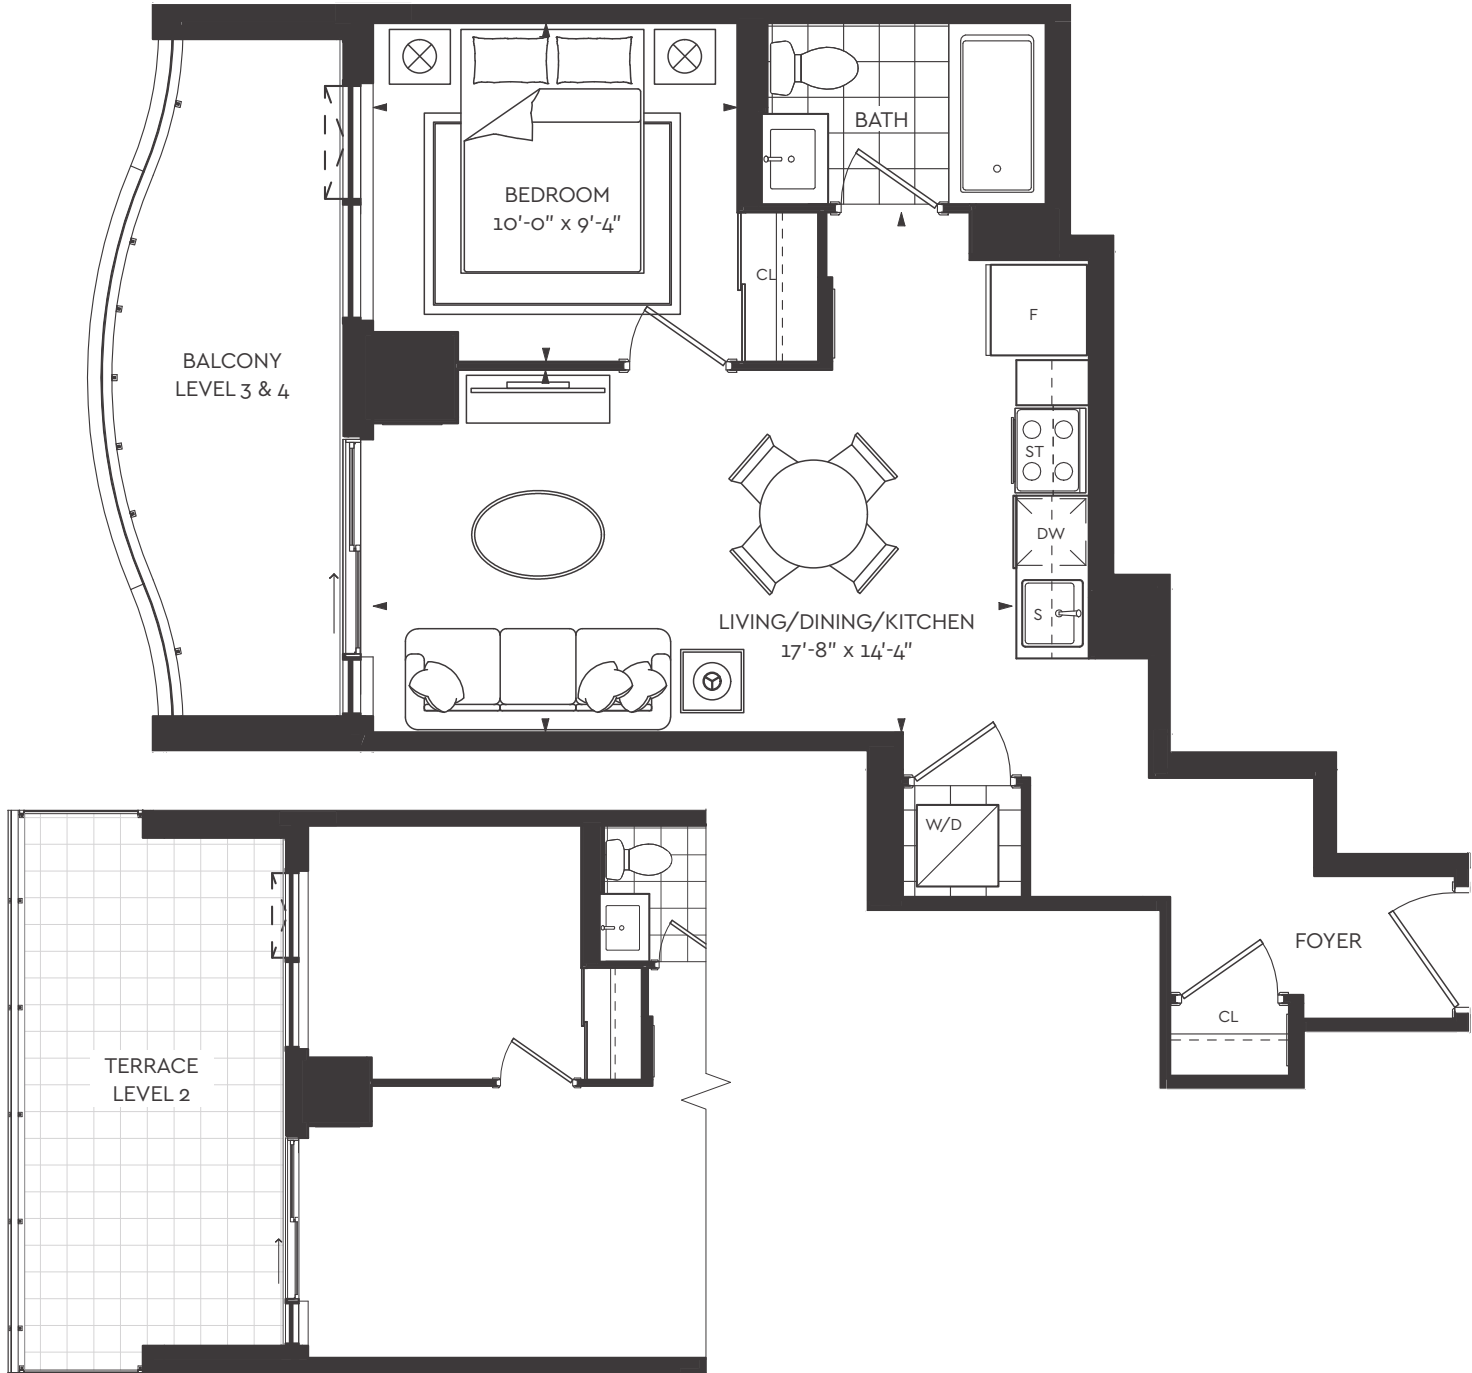 BATH
BEDROOM
10'-0" x 9'-4"
CL
F
BALCONY
LEVEL 3 & 4
ST
DW
S
LIVING/DINING/KITCHEN
17'-8" x 14'-4"
W/D
FOYER
CL
TERRACE
LEVEL 2